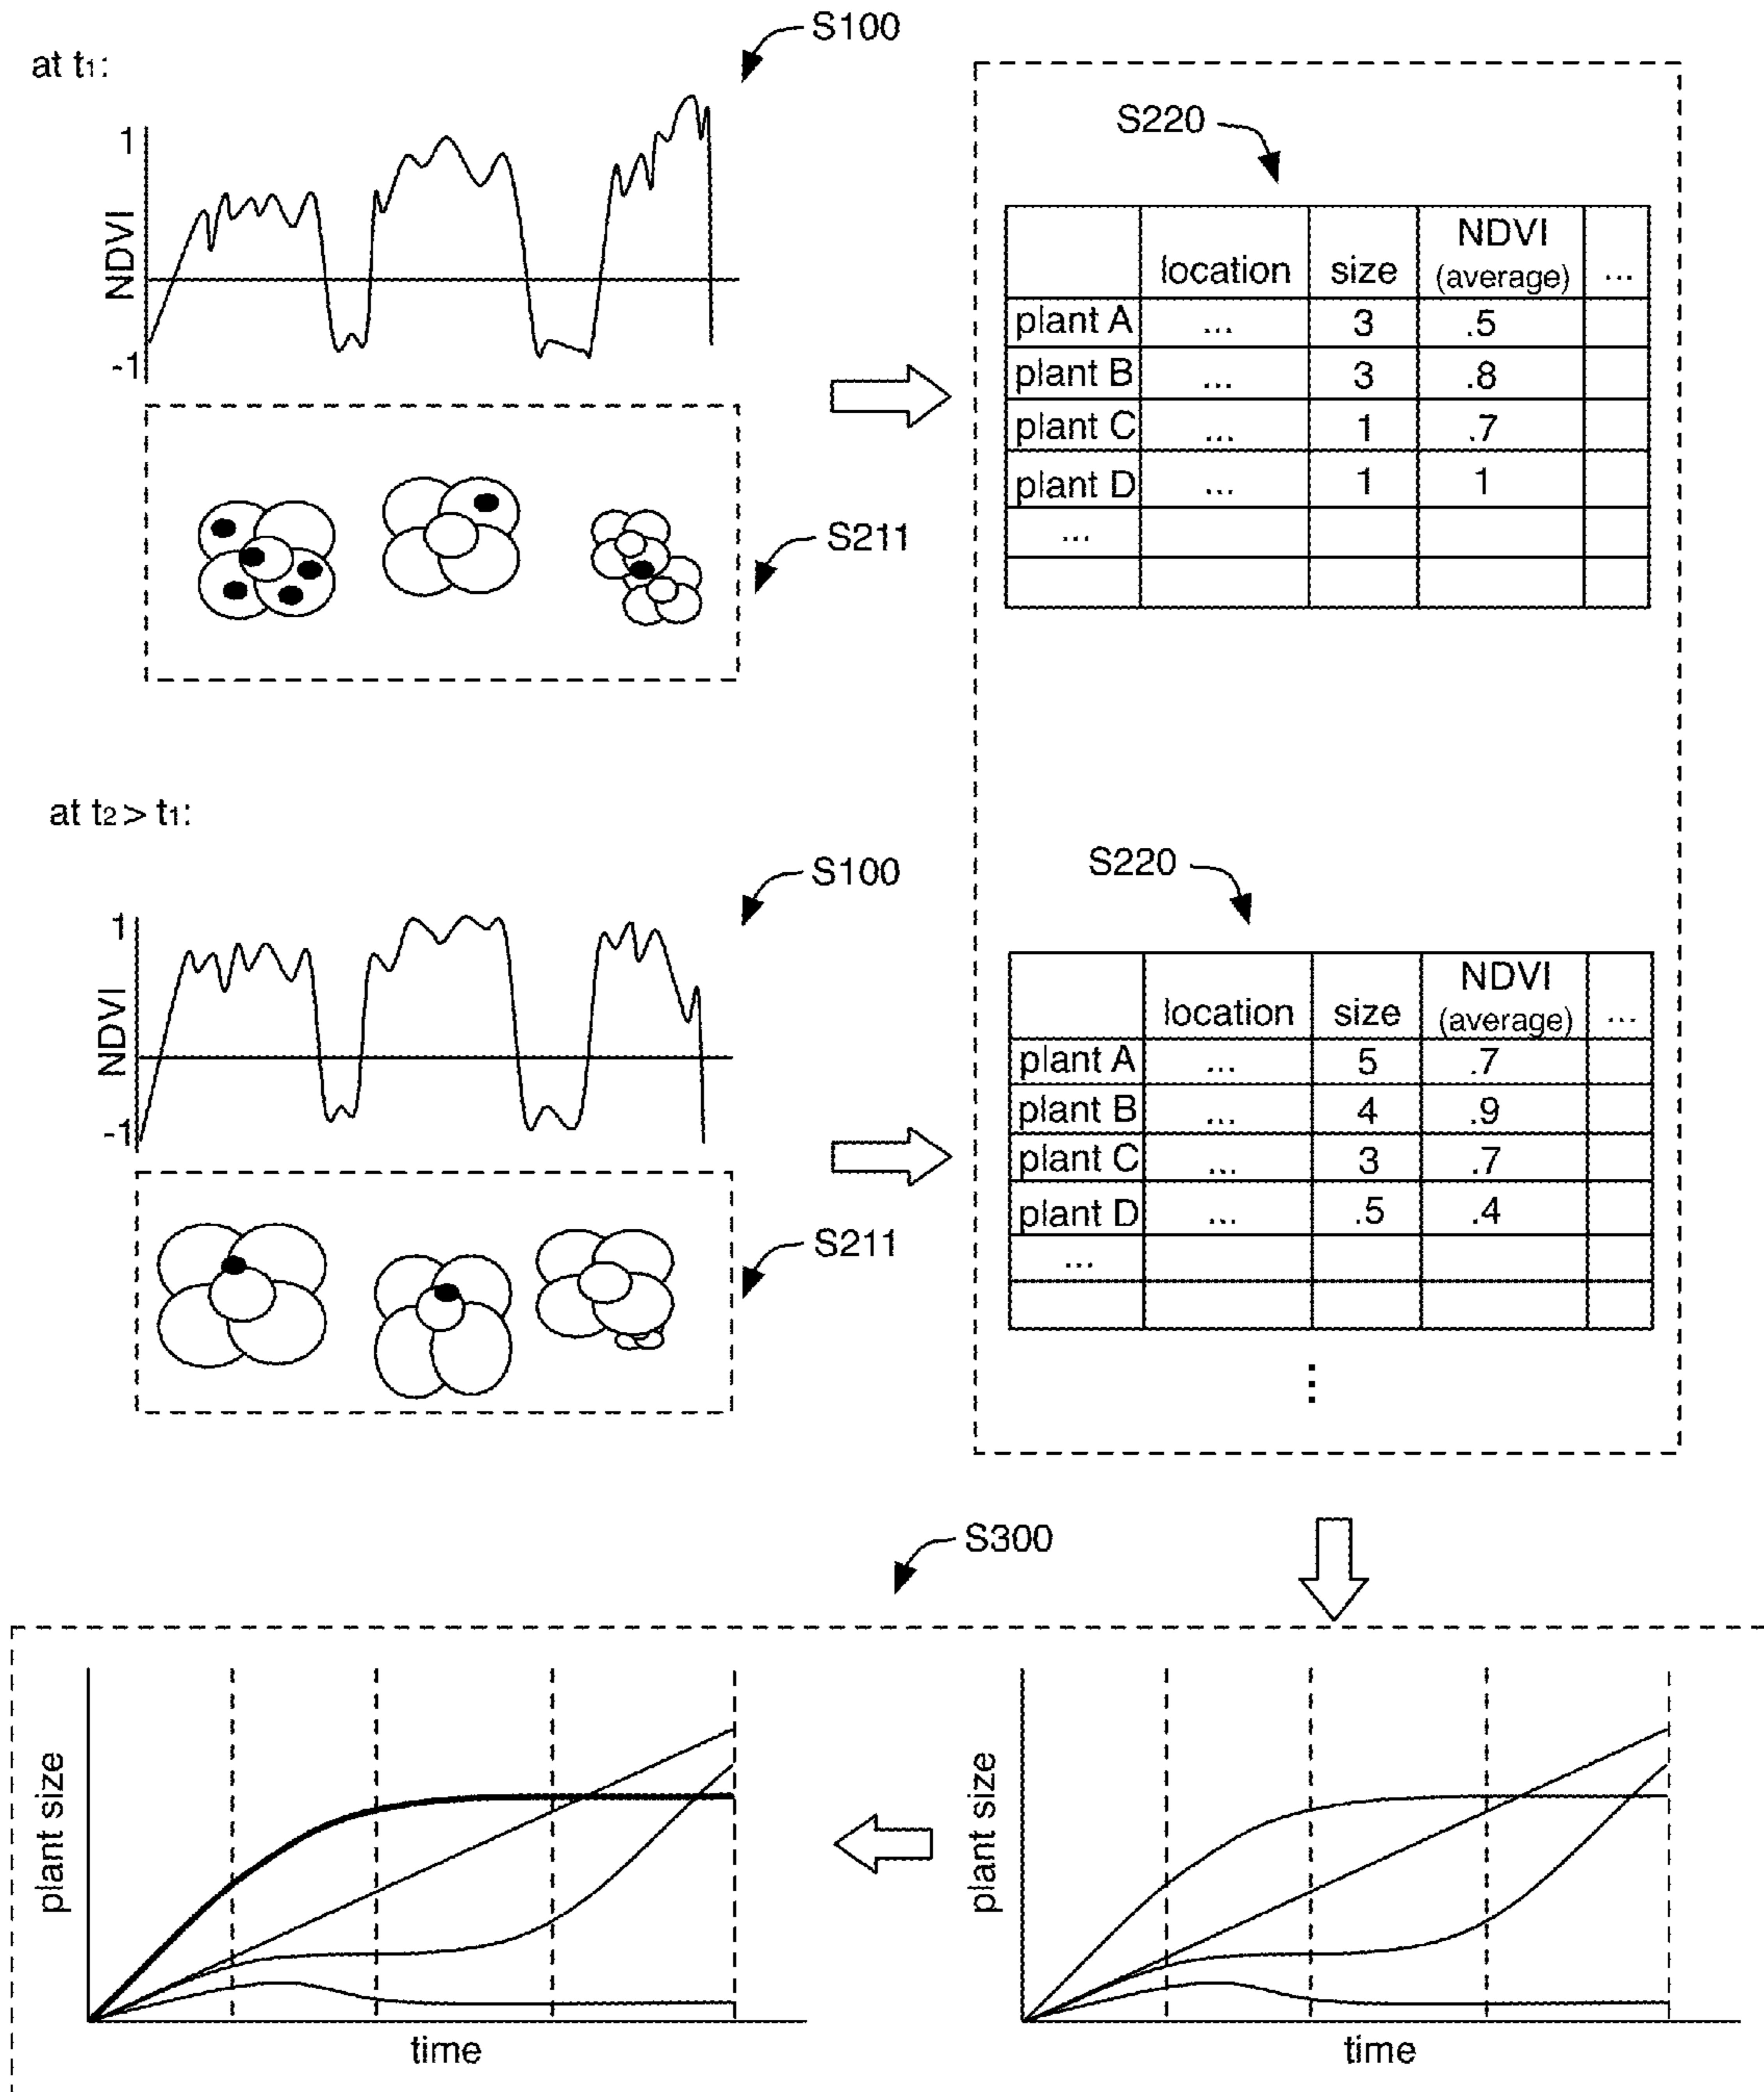 at t1:
S100
1
NDVI
-1
S211
S220
location size NDVI (average) ...
plant A ... 3 .5
plant B ... 3 .8
plant C ... 1 .7
plant D ... 1 1
...
at t2 > t1:
S100
1
NDVI
-1
S211
S220
location size NDVI (average) ...
plant A ... 5 .7
plant B ... 4 .9
plant C ... 3 .7
plant D ... .5 .4
...
⋮
S300
plant size
time
plant size
time